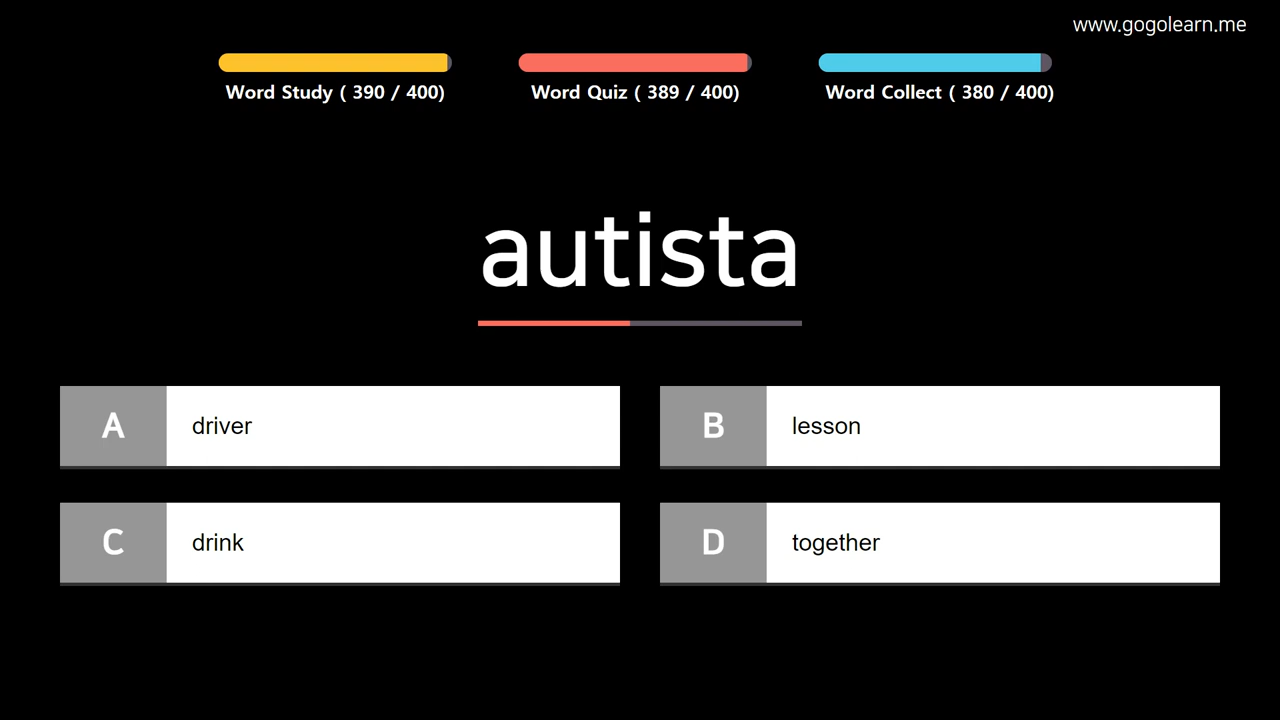 www.gogolearn.me
Word Study ( 390 / 400)
Word Quiz ( 389 / 400)
Word Collect ( 380 / 400)
autista
A
driver
B
lesson
C
drink
D
together